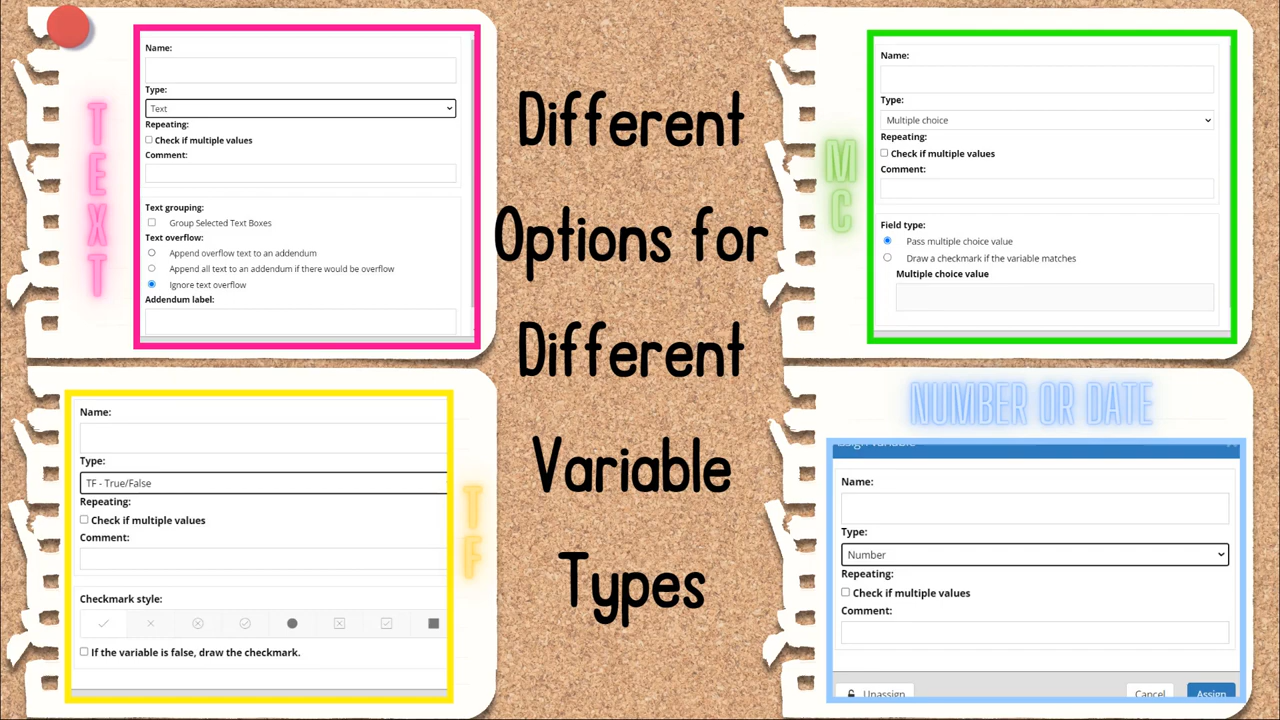 TEXT
Name:
Type:
Text
Repeating:
Check if multiple values
Comment:
Text grouping:
Group Selected Text Boxes
Text overflow:
Append overflow text to an addendum
Append all text to an addendum if there would be overflow
Ignore text overflow
Addendum label:
Different
Options for
Different
Variable
Types
MC
Name:
Type:
Multiple choice
Repeating:
Check if multiple values
Comment:
Field type:
Pass multiple choice value
Draw a checkmark if the variable matches
Multiple choice value
Name:
Type:
TF - True/False
Repeating:
Check if multiple values
Comment:
Checkmark style:
If the variable is false, draw the checkmark.
TF
NUMBER OR DATE
Assign Variable
Name:
Type:
Number
Repeating:
Check if multiple values
Comment:
Unassign
Cancel
Assign